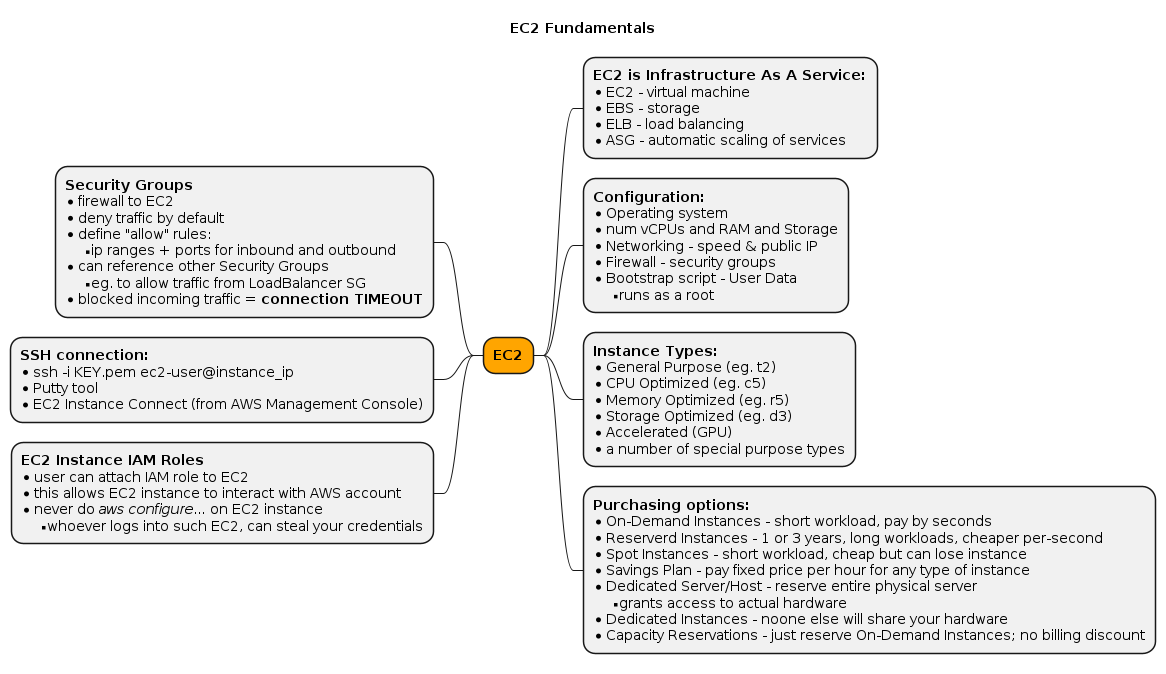 EC2 Fundamentals
EC2 is Infrastructure As A Service:
• EC2 - virtual machine
• EBS - storage
• ELB - load balancing
• ASG - automatic scaling of services
Security Groups
• firewall to EC2
• deny traffic by default
• define "allow" rules:
▪ip ranges + ports for inbound and outbound
• can reference other Security Groups
▪eg. to allow traffic from LoadBalancer SG
• blocked incoming traffic = connection TIMEOUT
Configuration:
• Operating system
• num vCPUs and RAM and Storage
• Networking - speed & public IP
• Firewall - security groups
• Bootstrap script - User Data
▪runs as a root
SSH connection:
• ssh -i KEY.pem ec2-user@instance_ip
• Putty tool
• EC2 Instance Connect (from AWS Management Console)
EC2
Instance Types:
• General Purpose (eg. t2)
• CPU Optimized (eg. c5)
• Memory Optimized (eg. r5)
• Storage Optimized (eg. d3)
• Accelerated (GPU)
• a number of special purpose types
EC2 Instance IAM Roles
• user can attach IAM role to EC2
• this allows EC2 instance to interact with AWS account
• never do aws configure... on EC2 instance
▪whoever logs into such EC2, can steal your credentials
Purchasing options:
• On-Demand Instances - short workload, pay by seconds
• Reserverd Instances - 1 or 3 years, long workloads, cheaper per-second
• Spot Instances - short workload, cheap but can lose instance
• Savings Plan - pay fixed price per hour for any type of instance
• Dedicated Server/Host - reserve entire physical server
▪grants access to actual hardware
• Dedicated Instances - noone else will share your hardware
• Capacity Reservations - just reserve On-Demand Instances; no billing discount